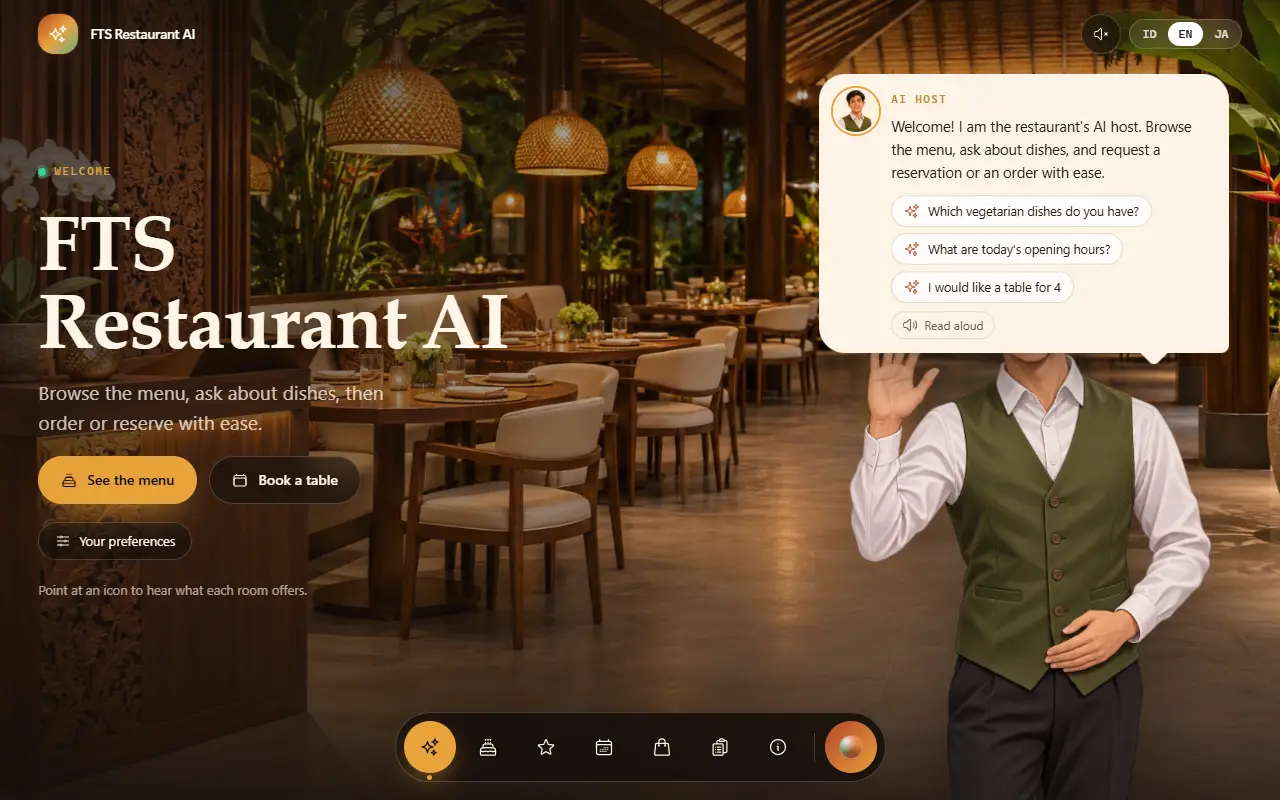 FTS Restaurant AI
ID EN JA
WELCOME
FTS
Restaurant AI
Browse the menu, ask about dishes, then
order or reserve with ease.
See the menu
Book a table
Your preferences
Point at an icon to hear what each room offers.
AI HOST
Welcome! I am the restaurant's AI host. Browse
the menu, ask about dishes, and request a
reservation or an order with ease.
Which vegetarian dishes do you have?
What are today's opening hours?
I would like a table for 4
Read aloud